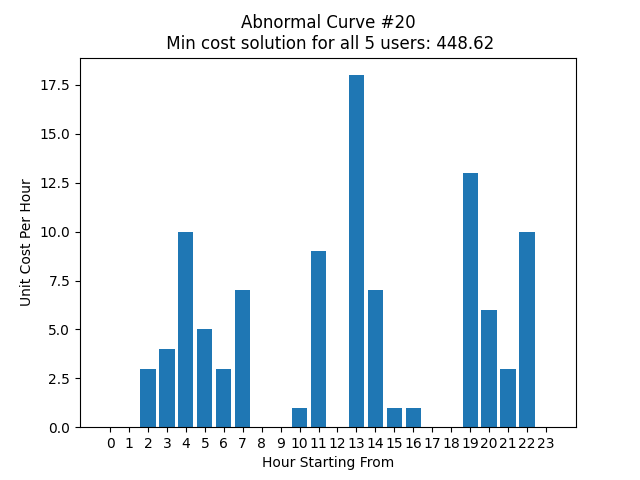 Abnormal Curve #20
Min cost solution for all 5 users: 448.62
17.5
15.0
12.5
10.0
7.5
5.0
2.5
0.0
Unit Cost Per Hour
0 1 2 3 4 5 6 7 8 9 10 11 12 13 14 15 16 17 18 19 20 21 22 23
Hour Starting From